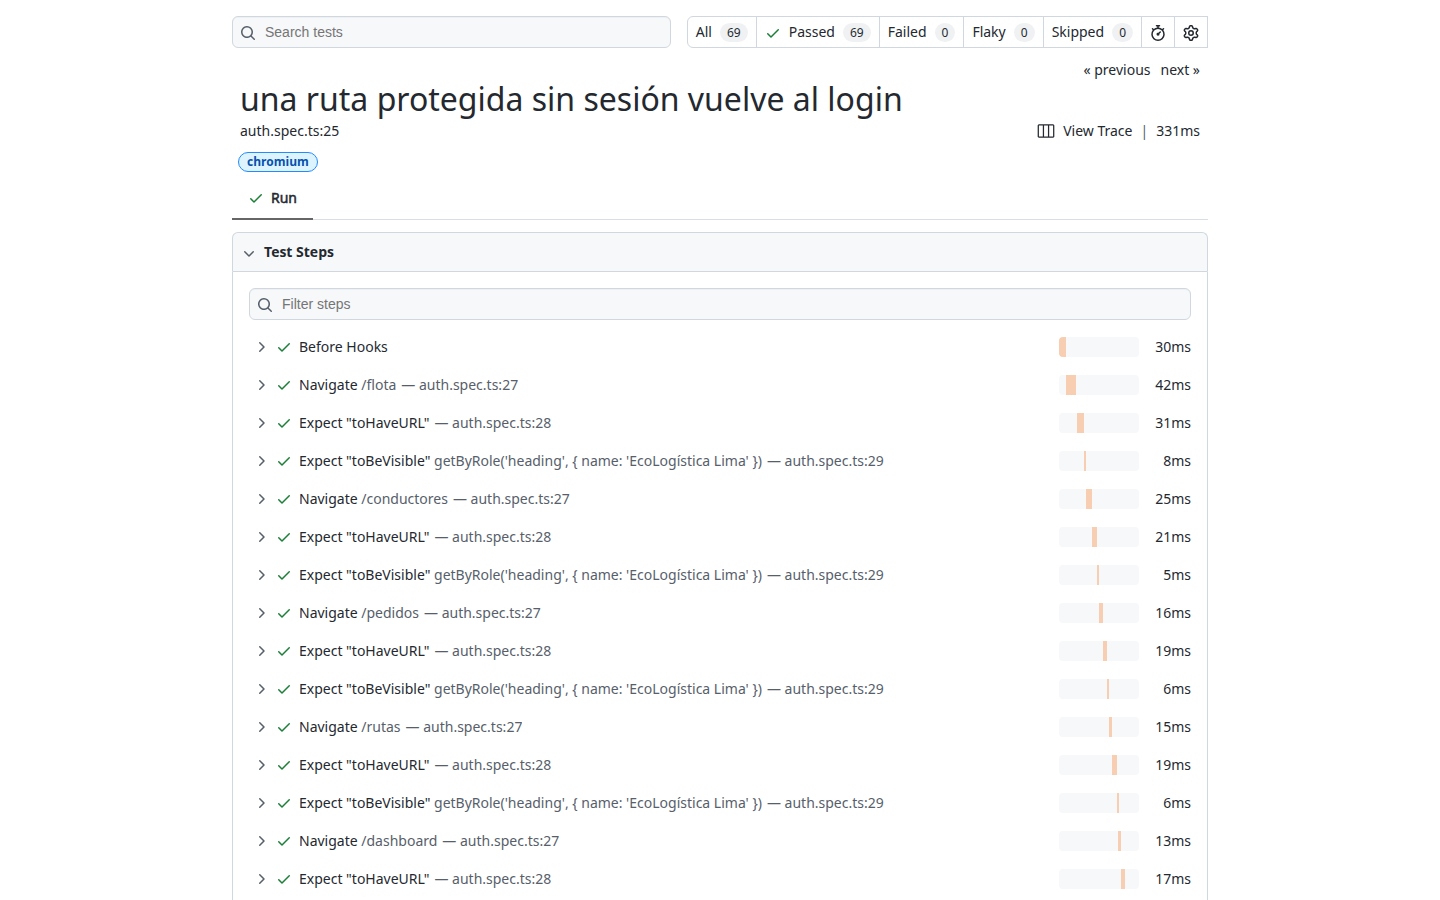 Search tests
All 69 Passed 69 Failed 0 Flaky 0 Skipped 0
« previous next »
una ruta protegida sin sesión vuelve al login
auth.spec.ts:25
View Trace | 331ms
chromium
Run
Test Steps
Filter steps
Before Hooks 30ms
Navigate /flota — auth.spec.ts:27 42ms
Expect "toHaveURL" — auth.spec.ts:28 31ms
Expect "toBeVisible" getByRole('heading', { name: 'EcoLogística Lima' }) — auth.spec.ts:29 8ms
Navigate /conductores — auth.spec.ts:27 25ms
Expect "toHaveURL" — auth.spec.ts:28 21ms
Expect "toBeVisible" getByRole('heading', { name: 'EcoLogística Lima' }) — auth.spec.ts:29 5ms
Navigate /pedidos — auth.spec.ts:27 16ms
Expect "toHaveURL" — auth.spec.ts:28 19ms
Expect "toBeVisible" getByRole('heading', { name: 'EcoLogística Lima' }) — auth.spec.ts:29 6ms
Navigate /rutas — auth.spec.ts:27 15ms
Expect "toHaveURL" — auth.spec.ts:28 19ms
Expect "toBeVisible" getByRole('heading', { name: 'EcoLogística Lima' }) — auth.spec.ts:29 6ms
Navigate /dashboard — auth.spec.ts:27 13ms
Expect "toHaveURL" — auth.spec.ts:28 17ms